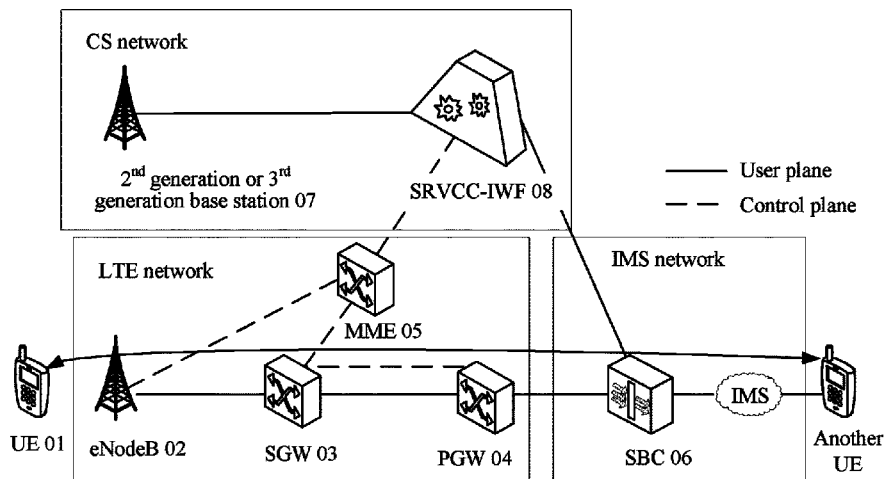 CS network
2nd generation or 3rd
generation base station 07
SRVCC-IWF 08
User plane
Control plane
LTE network
IMS network
MME 05
UE 01
eNodeB 02
SGW 03
PGW 04
SBC 06
IMS
Another
UE